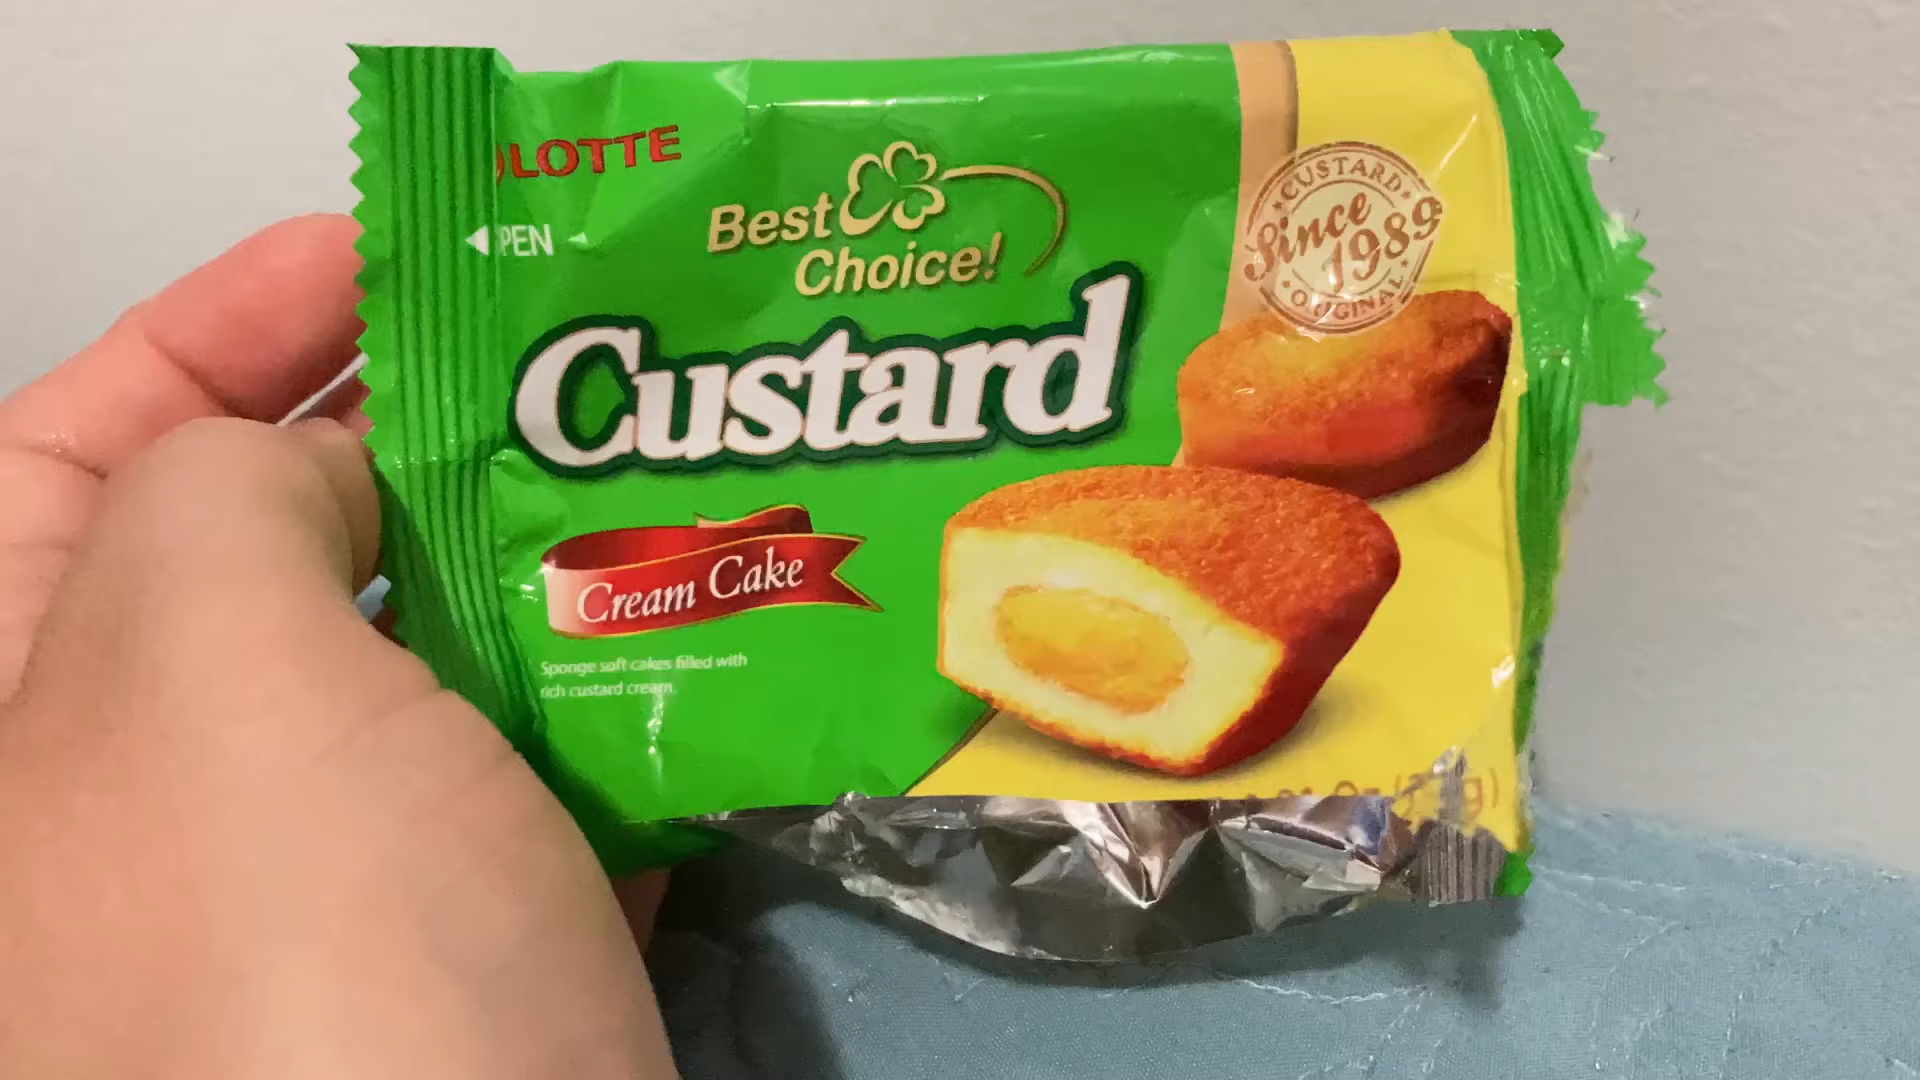 LOTTE
PEN
Best
Choice!
Custard
Cream Cake
Sponge soft cakes filled with
rich custard cream
CUSTARD
Since
1989
ORIGINAL